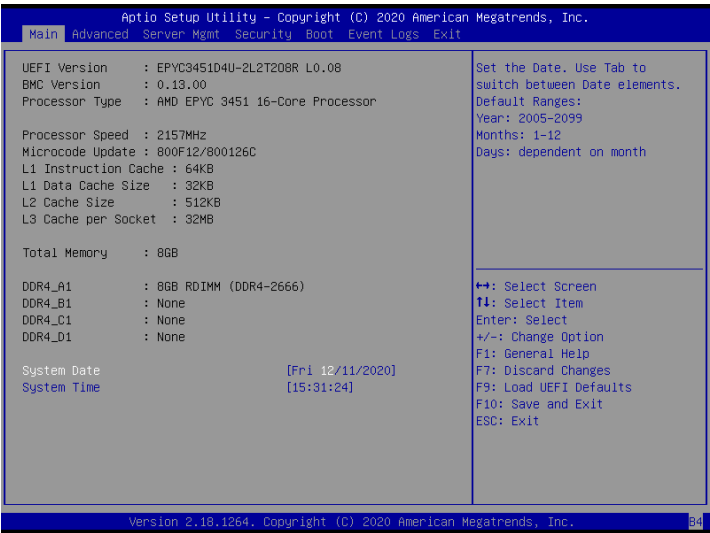 Aptio Setup Utility – Copyright (C) 2020 American Megatrends, Inc.
Main Advanced Server Mgmt Security Boot Event Logs Exit
UEFI Version : EPYC3451D4U-2L2T2O8R L0.08
BMC Version : 0.13.00
Processor Type : AMD EPYC 3451 16-Core Processor
Processor Speed : 2157MHz
Microcode Update : 800F12/800126C
L1 Instruction Cache : 64KB
L1 Data Cache Size : 32KB
L2 Cache Size : 512KB
L3 Cache per Socket : 32MB
Total Memory : 8GB
DDR4_A1 : 8GB RDIMM (DDR4-2666)
DDR4_B1 : None
DDR4_C1 : None
DDR4_D1 : None
System Date [Fri 12/11/2020]
System Time [15:31:24]
Set the Date. Use Tab to
switch between Date elements.
Default Ranges:
Year: 2005-2099
Months: 1-12
Days: dependent on month
↔: Select Screen
↑↓: Select Item
Enter: Select
+/-: Change Option
F1: General Help
F7: Discard Changes
F9: Load UEFI Defaults
F10: Save and Exit
ESC: Exit
Version 2.18.1264. Copyright (C) 2020 American Megatrends, Inc.
B4